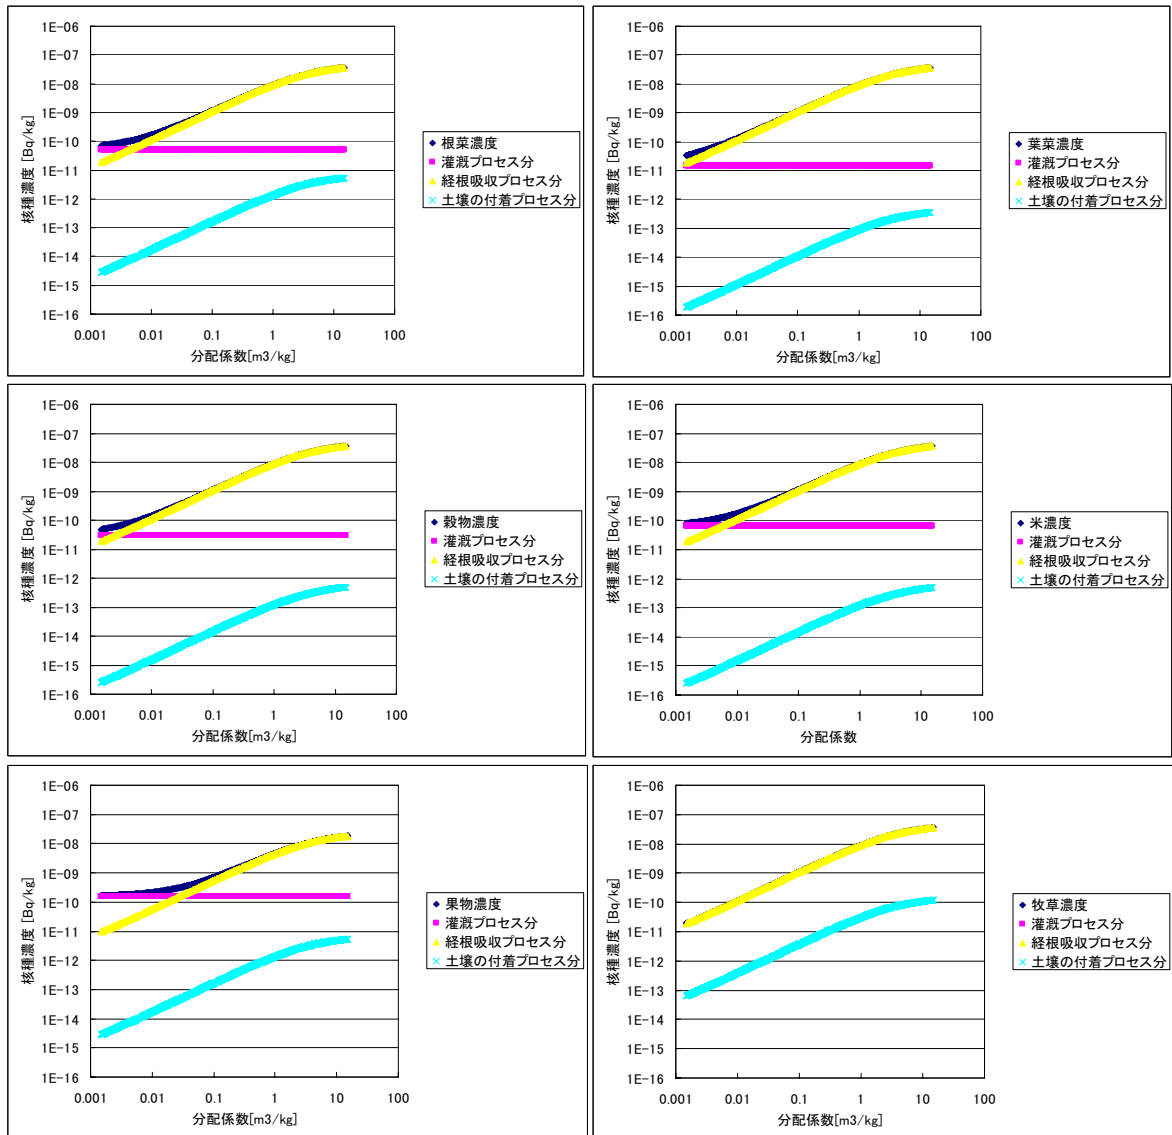 1E-06
1E-07
1E-08
1E-09
1E-10
1E-11
1E-12
1E-13
1E-14
1E-15
1E-16
0.001 0.01 0.1 1 10 100
核種濃度 [Bq/kg]
分配係数[m3/kg]
根菜濃度
灌漑プロセス分
経根吸収プロセス分
土壌の付着プロセス分
1E-06
1E-07
1E-08
1E-09
1E-10
1E-11
1E-12
1E-13
1E-14
1E-15
1E-16
0.001 0.01 0.1 1 10 100
核種濃度 [Bq/kg]
分配係数[m3/kg]
葉菜濃度
灌漑プロセス分
経根吸収プロセス分
土壌の付着プロセス分
1E-06
1E-07
1E-08
1E-09
1E-10
1E-11
1E-12
1E-13
1E-14
1E-15
1E-16
0.001 0.01 0.1 1 10 100
核種濃度 [Bq/kg]
分配係数[m3/kg]
穀物濃度
灌漑プロセス分
経根吸収プロセス分
土壌の付着プロセス分
1E-06
1E-07
1E-08
1E-09
1E-10
1E-11
1E-12
1E-13
1E-14
1E-15
1E-16
0.001 0.01 0.1 1 10 100
核種濃度 [Bq/kg]
分配係数
米濃度
灌漑プロセス分
経根吸収プロセス分
土壌の付着プロセス分
1E-06
1E-07
1E-08
1E-09
1E-10
1E-11
1E-12
1E-13
1E-14
1E-15
1E-16
0.001 0.01 0.1 1 10 100
核種濃度 [Bq/kg]
分配係数[m3/kg]
果物濃度
灌漑プロセス分
経根吸収プロセス分
土壌の付着プロセス分
1E-06
1E-07
1E-08
1E-09
1E-10
1E-11
1E-12
1E-13
1E-14
1E-15
1E-16
0.001 0.01 0.1 1 10 100
核種濃度 [Bq/kg]
分配係数[m3/kg]
牧草濃度
灌漑プロセス分
経根吸収プロセス分
土壌の付着プロセス分